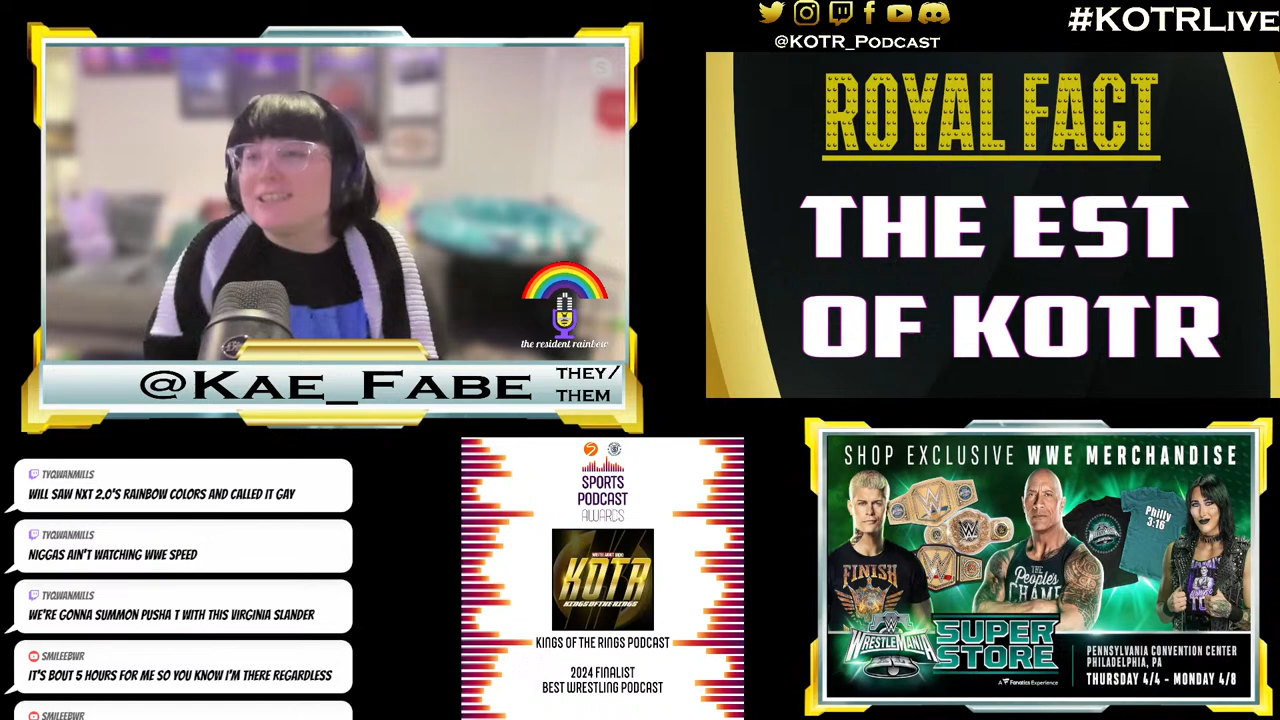 @KOTR_Podcast
#KOTRLive
ROYAL FACT
THE EST
OF KOTR
the resident rainbow
@Kae_Fabe
THEY/
THEM
TYQWANMILLS
WILL SAW NXT 2.0'S RAINBOW COLORS AND CALLED IT GAY
TYQWANMILLS
NIGGAS AIN'T WATCHING WWE SPEED
TYQWANMILLS
WE'RE GONNA SUMMON PUSHA T WITH THIS VIRGINIA SLANDER
SMILEEBWR
IT'S BOUT 5 HOURS FOR ME SO YOU KNOW I'M THERE REGARDLESS
SMILEEBWR
SPORTS
PODCAST
AWARDS
KOTR
KINGS OF THE RINGS
KINGS OF THE RINGS PODCAST
2024 FINALIST
BEST WRESTLING PODCAST
SHOP EXCLUSIVE WWE MERCHANDISE
Philly
3:16
FINISH
THE
People's
CHAMP
WRESTLEMANIA
SUPER
STORE
A Fanatics Experience
PENNSYLVANIA CONVENTION CENTER
PHILADELPHIA, PA
THURSDAY 4/4 - MONDAY 4/8